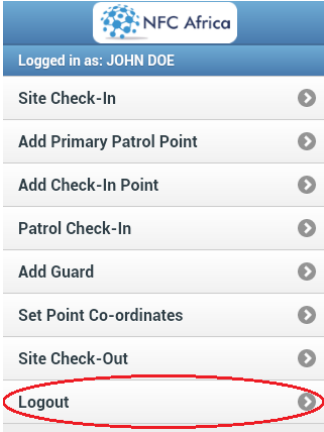 NFC Africa
Logged in as: JOHN DOE
Site Check-In
Add Primary Patrol Point
Add Check-In Point
Patrol Check-In
Add Guard
Set Point Co-ordinates
Site Check-Out
Logout